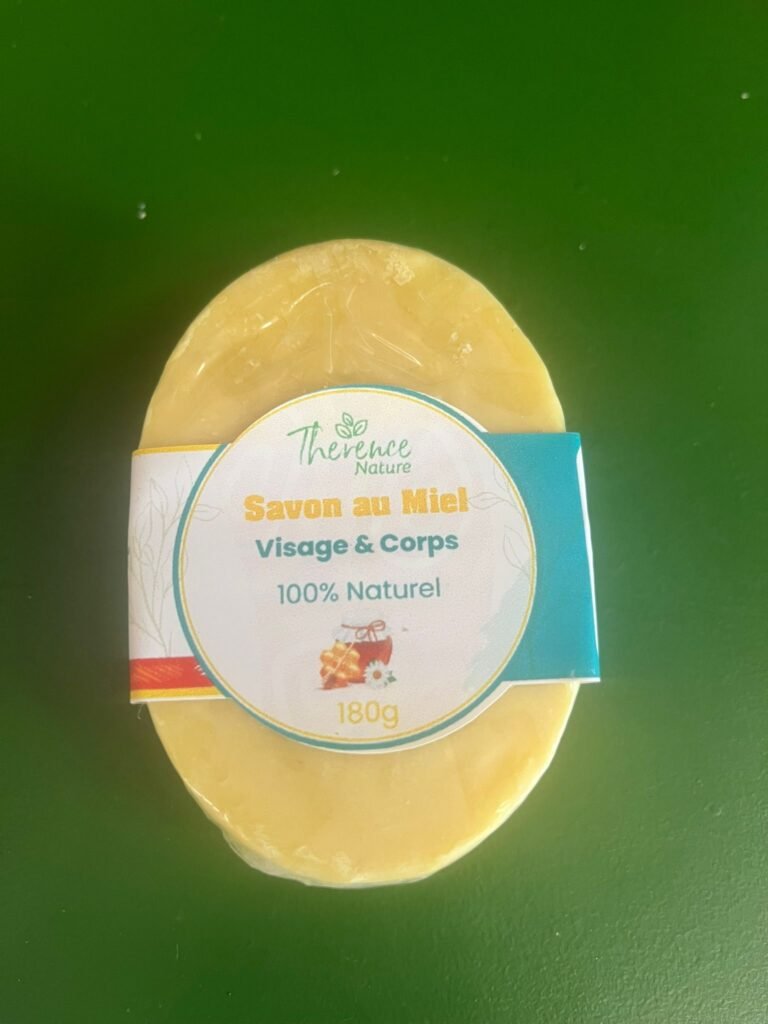 Therence
Nature
Savon au Miel
Visage & Corps
100% Naturel
180g